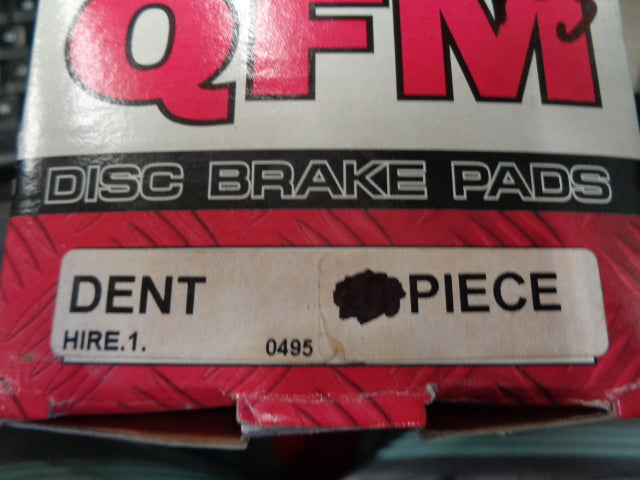 QFM
DISC BRAKE PADS
DENT PIECE
HIRE.1. 0495